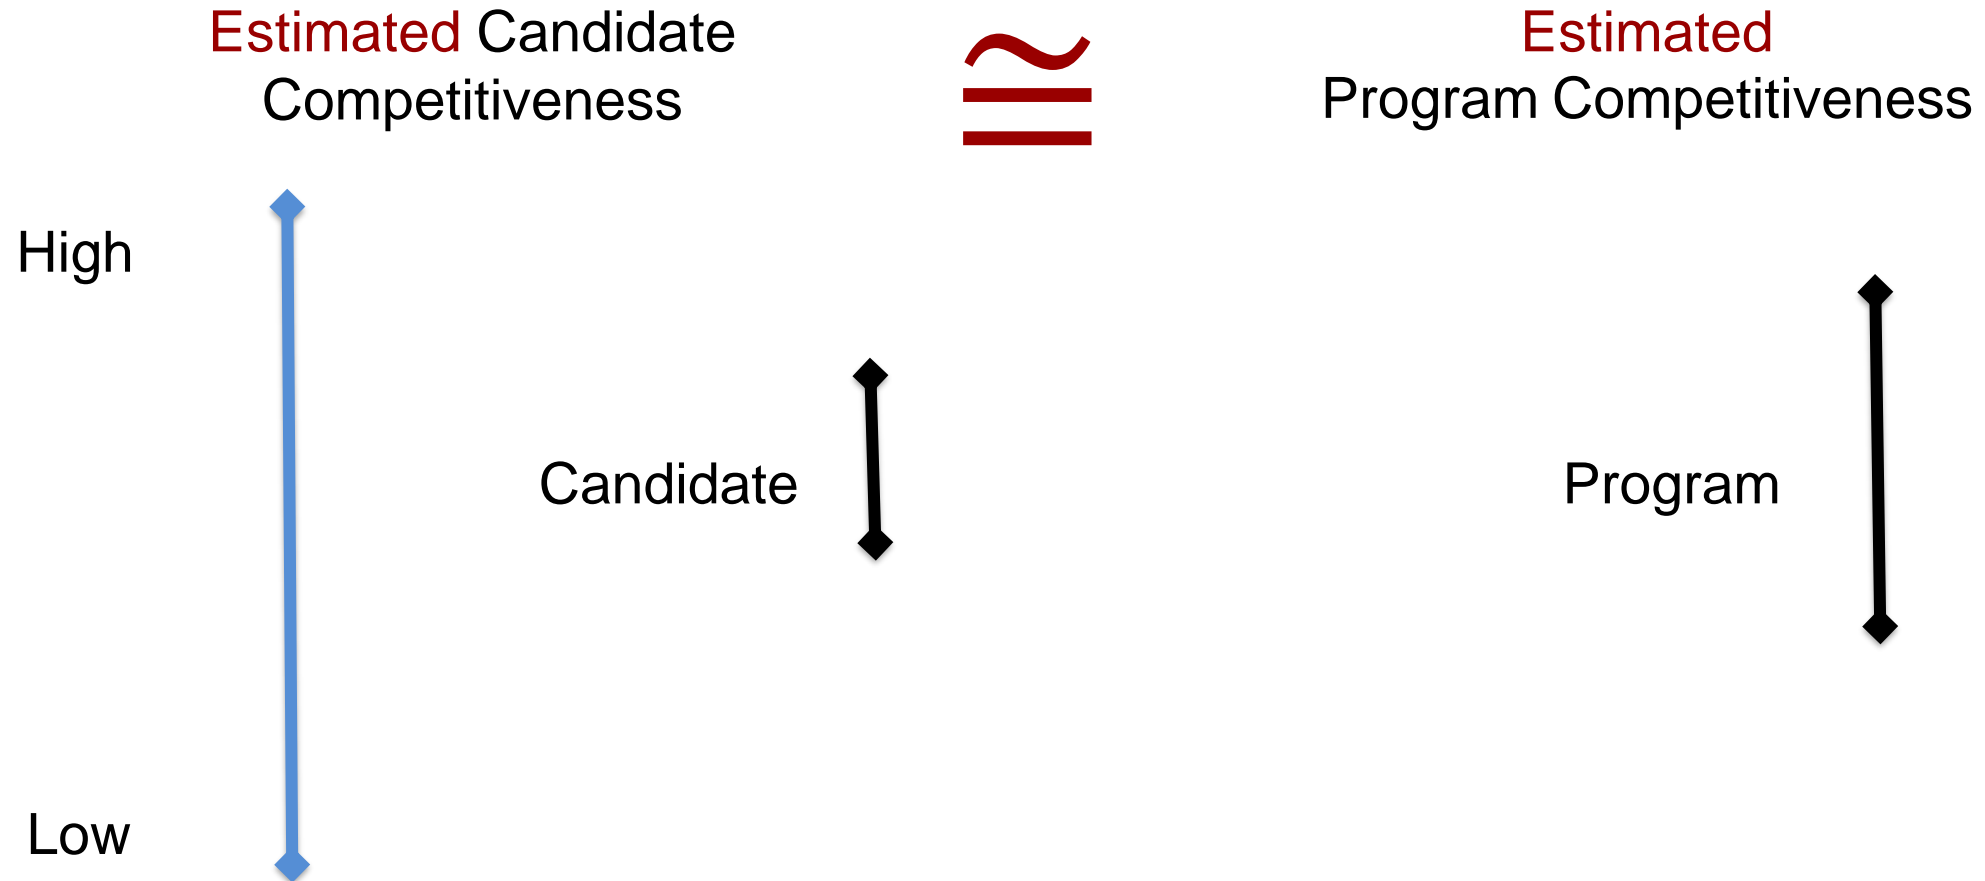 Estimated Candidate
Competitiveness
≅
Estimated
Program Competitiveness
High
Candidate
Program
Low